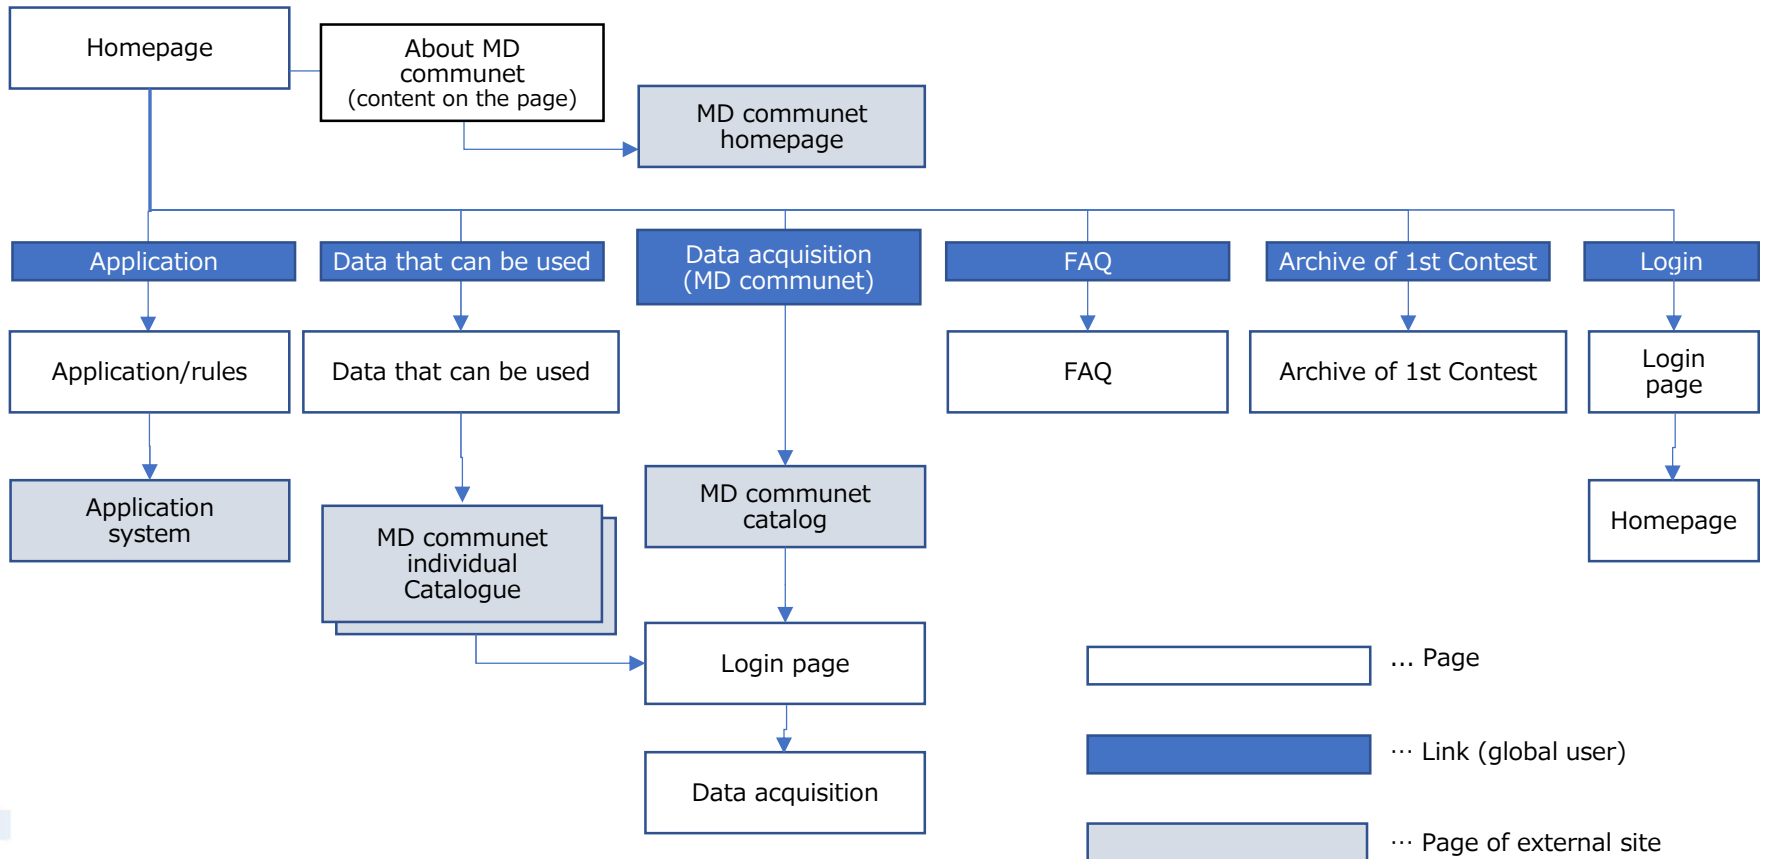 Homepage
About MD
communet
(content on the page)
MD communet
homepage
Application
Data that can be used
Data acquisition
(MD communet)
FAQ
Archive of 1st Contest
Login
Application/rules
Data that can be used
FAQ
Archive of 1st Contest
Login
page
Application
system
MD communet
individual
Catalogue
MD communet
catalog
Homepage
Login page
Data acquisition
... Page
··· Link (global user)
··· Page of external site